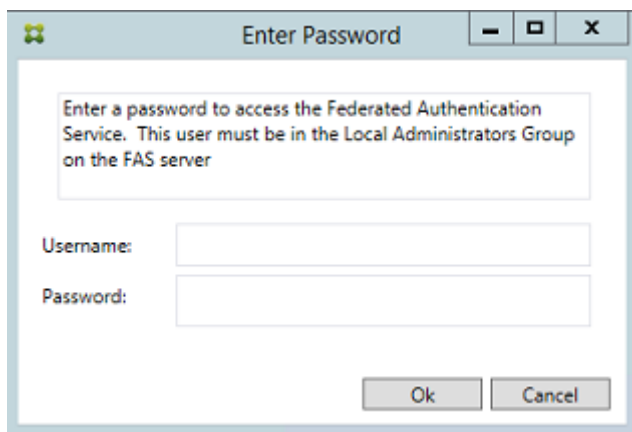 Enter Password
Enter a password to access the Federated Authentication
Service.  This user must be in the Local Administrators Group
on the FAS server
Username:
Password:
Ok
Cancel